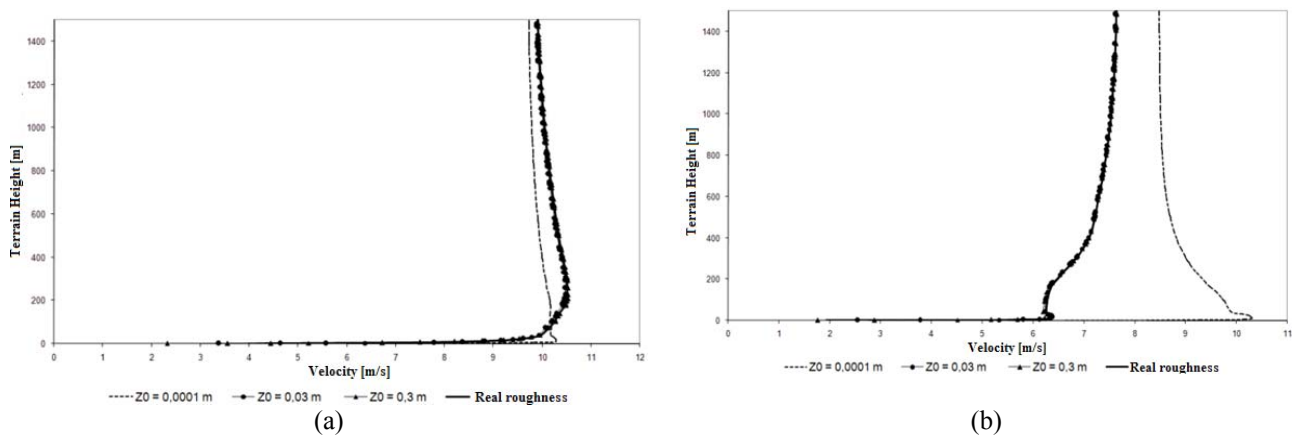 1400
1200
1000
800
600
400
200
0
Terrain Height [m]
0 1 2 3 4 5 6 7 8 9 10 11 12
Velocity [m/s]
Z0 = 0,0001 m Z0 = 0,03 m Z0 = 0,3 m Real roughness
(a)
1400
1200
1000
800
600
400
200
0
Terrain Height [m]
0 1 2 3 4 5 6 7 8 9 10 11
Velocity [m/s]
Z0 = 0,0001 m Z0 = 0,03 m Z0 = 0,3 m Real roughness
(b)